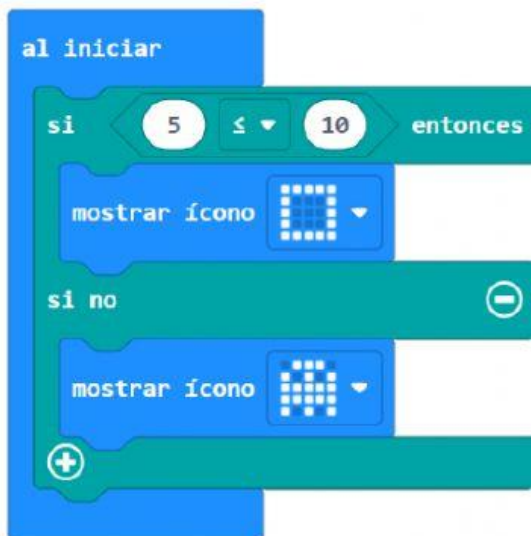 al iniciar
si 5 ≤ 10 entonces
mostrar ícono
si no
mostrar ícono